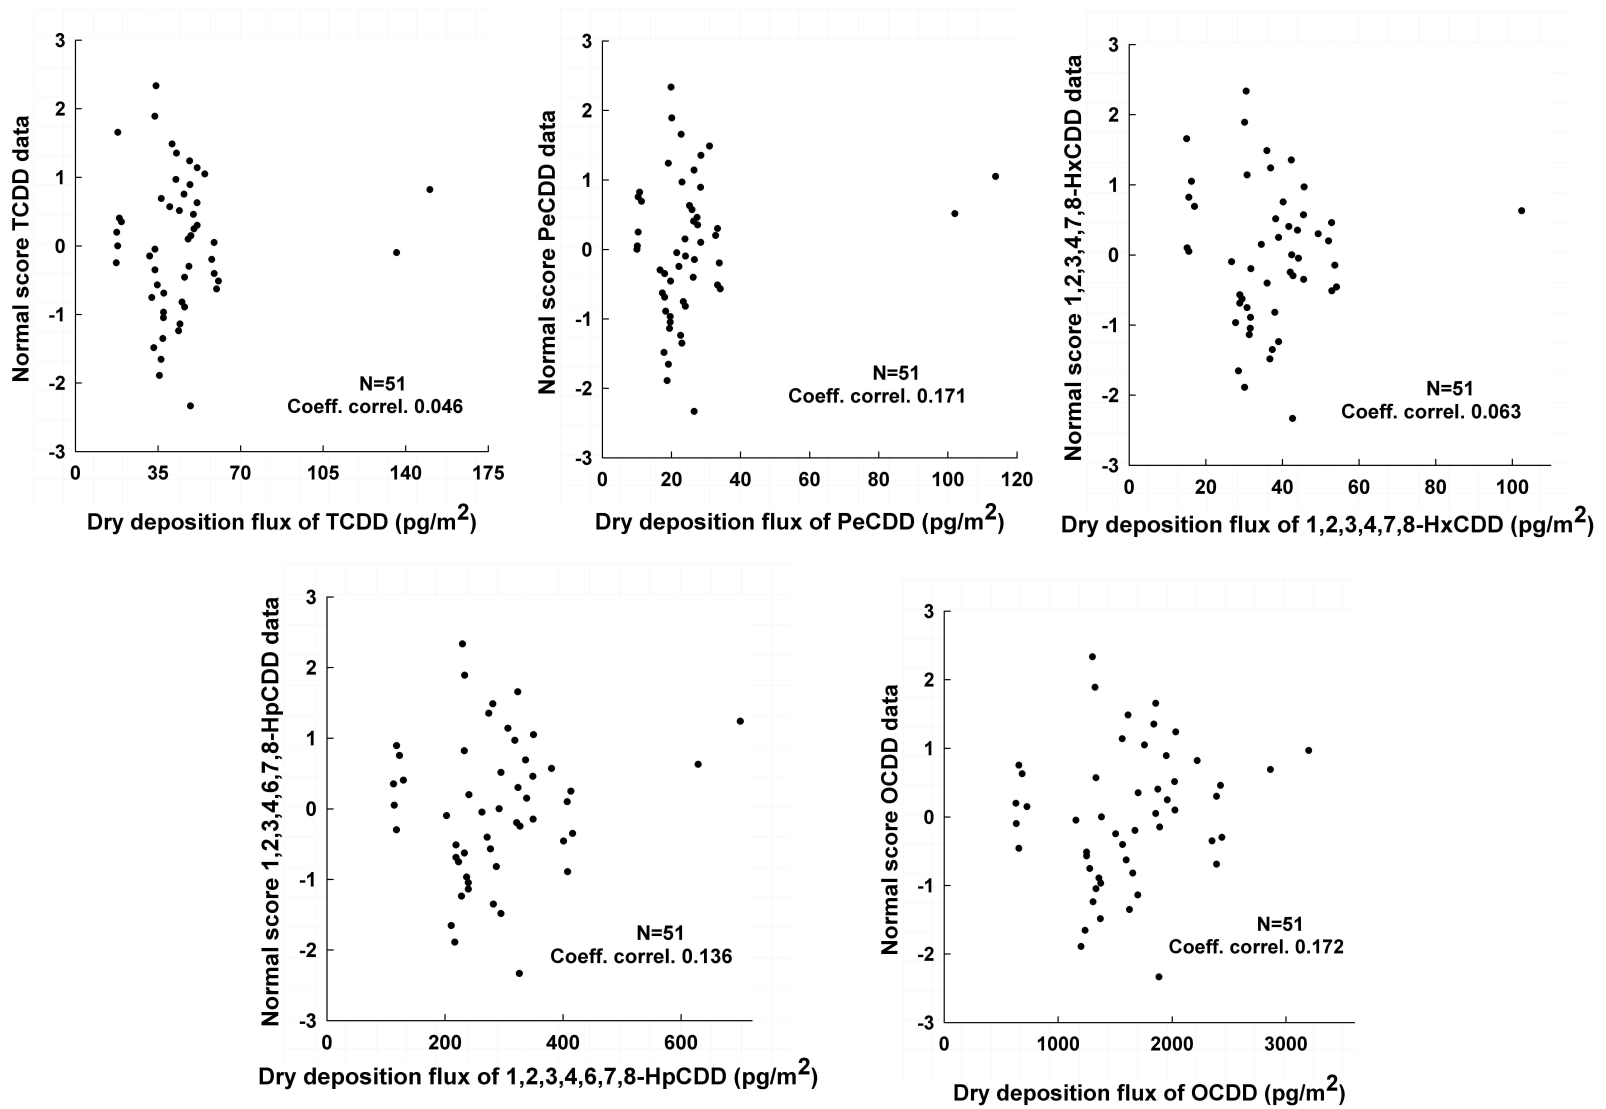 3
2
1
0
-1
-2
-3
Normal score TCDD data
N=51
Coeff. correl. 0.046
0 35 70 105 140 175
Dry deposition flux of TCDD (pg/m²)
3
2
1
0
-1
-2
-3
Normal score PeCDD data
N=51
Coeff. correl. 0.171
0 20 40 60 80 100 120
Dry deposition flux of PeCDD (pg/m²)
3
2
1
0
-1
-2
-3
Normal score 1,2,3,4,7,8-HxCDD data
N=51
Coeff. correl. 0.063
0 20 40 60 80 100
Dry deposition flux of 1,2,3,4,7,8-HxCDD (pg/m²)
3
2
1
0
-1
-2
-3
Normal score 1,2,3,4,6,7,8-HpCDD data
N=51
Coeff. correl. 0.136
0 200 400 600
Dry deposition flux of 1,2,3,4,6,7,8-HpCDD (pg/m²)
3
2
1
0
-1
-2
-3
Normal score OCDD data
N=51
Coeff. correl. 0.172
0 1000 2000 3000
Dry deposition flux of OCDD (pg/m²)